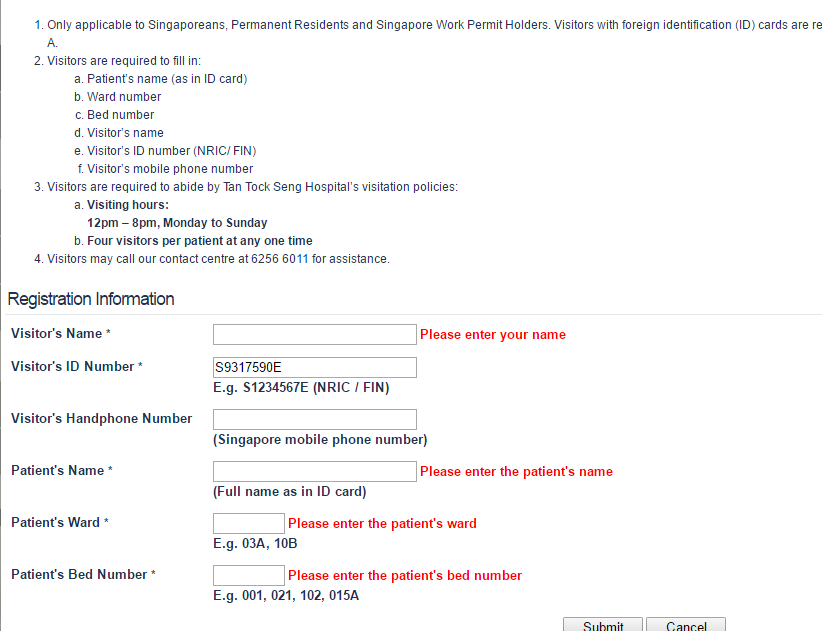 1. Only applicable to Singaporeans, Permanent Residents and Singapore Work Permit Holders. Visitors with foreign identification (ID) cards are re
A.
2. Visitors are required to fill in:
a. Patient's name (as in ID card)
b. Ward number
c. Bed number
d. Visitor's name
e. Visitor's ID number (NRIC/ FIN)
f. Visitor's mobile phone number
3. Visitors are required to abide by Tan Tock Seng Hospital's visitation policies:
a. Visiting hours:
12pm – 8pm, Monday to Sunday
b. Four visitors per patient at any one time
4. Visitors may call our contact centre at 6256 6011 for assistance.
Registration Information
Visitor's Name * Please enter your name
Visitor's ID Number * S9317590E
E.g. S1234567E (NRIC / FIN)
Visitor's Handphone Number
(Singapore mobile phone number)
Patient's Name * Please enter the patient's name
(Full name as in ID card)
Patient's Ward * Please enter the patient's ward
E.g. 03A, 10B
Patient's Bed Number * Please enter the patient's bed number
E.g. 001, 021, 102, 015A
Submit Cancel